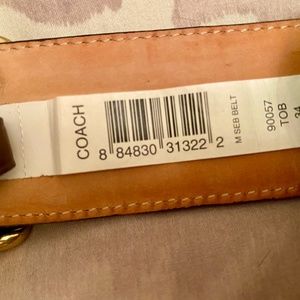 COACH
8 84830 31322 2
M SEB BELT
90057
TOB
34